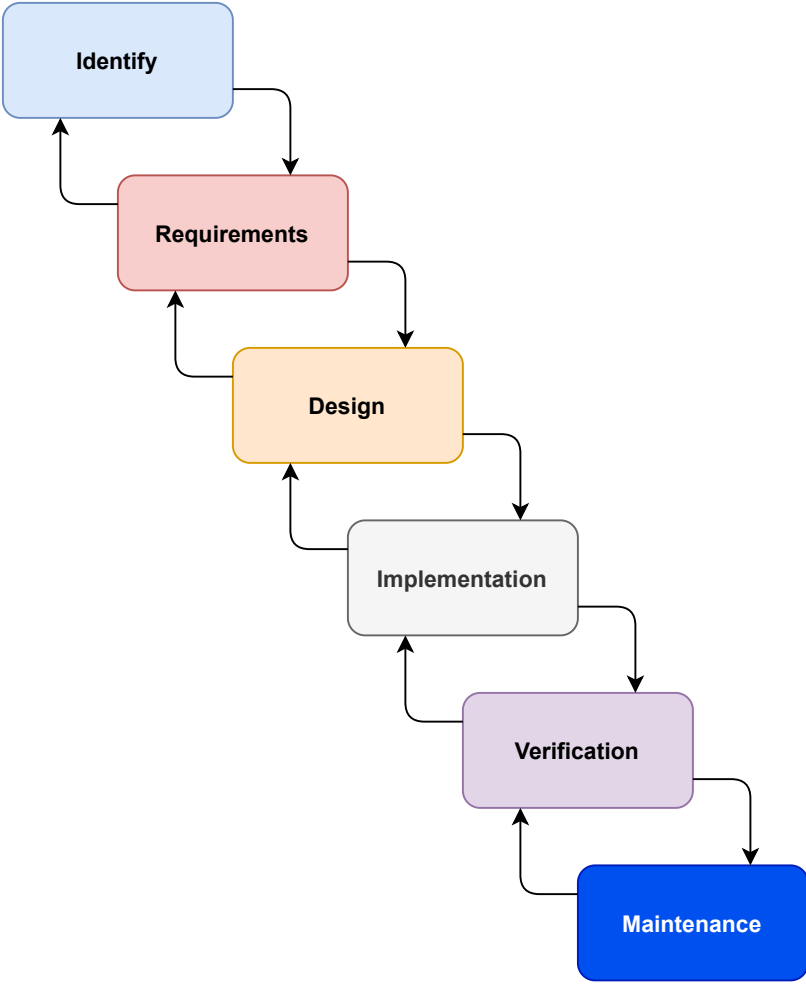 Identify
Requirements
Design
Implementation
Verification
Maintenance